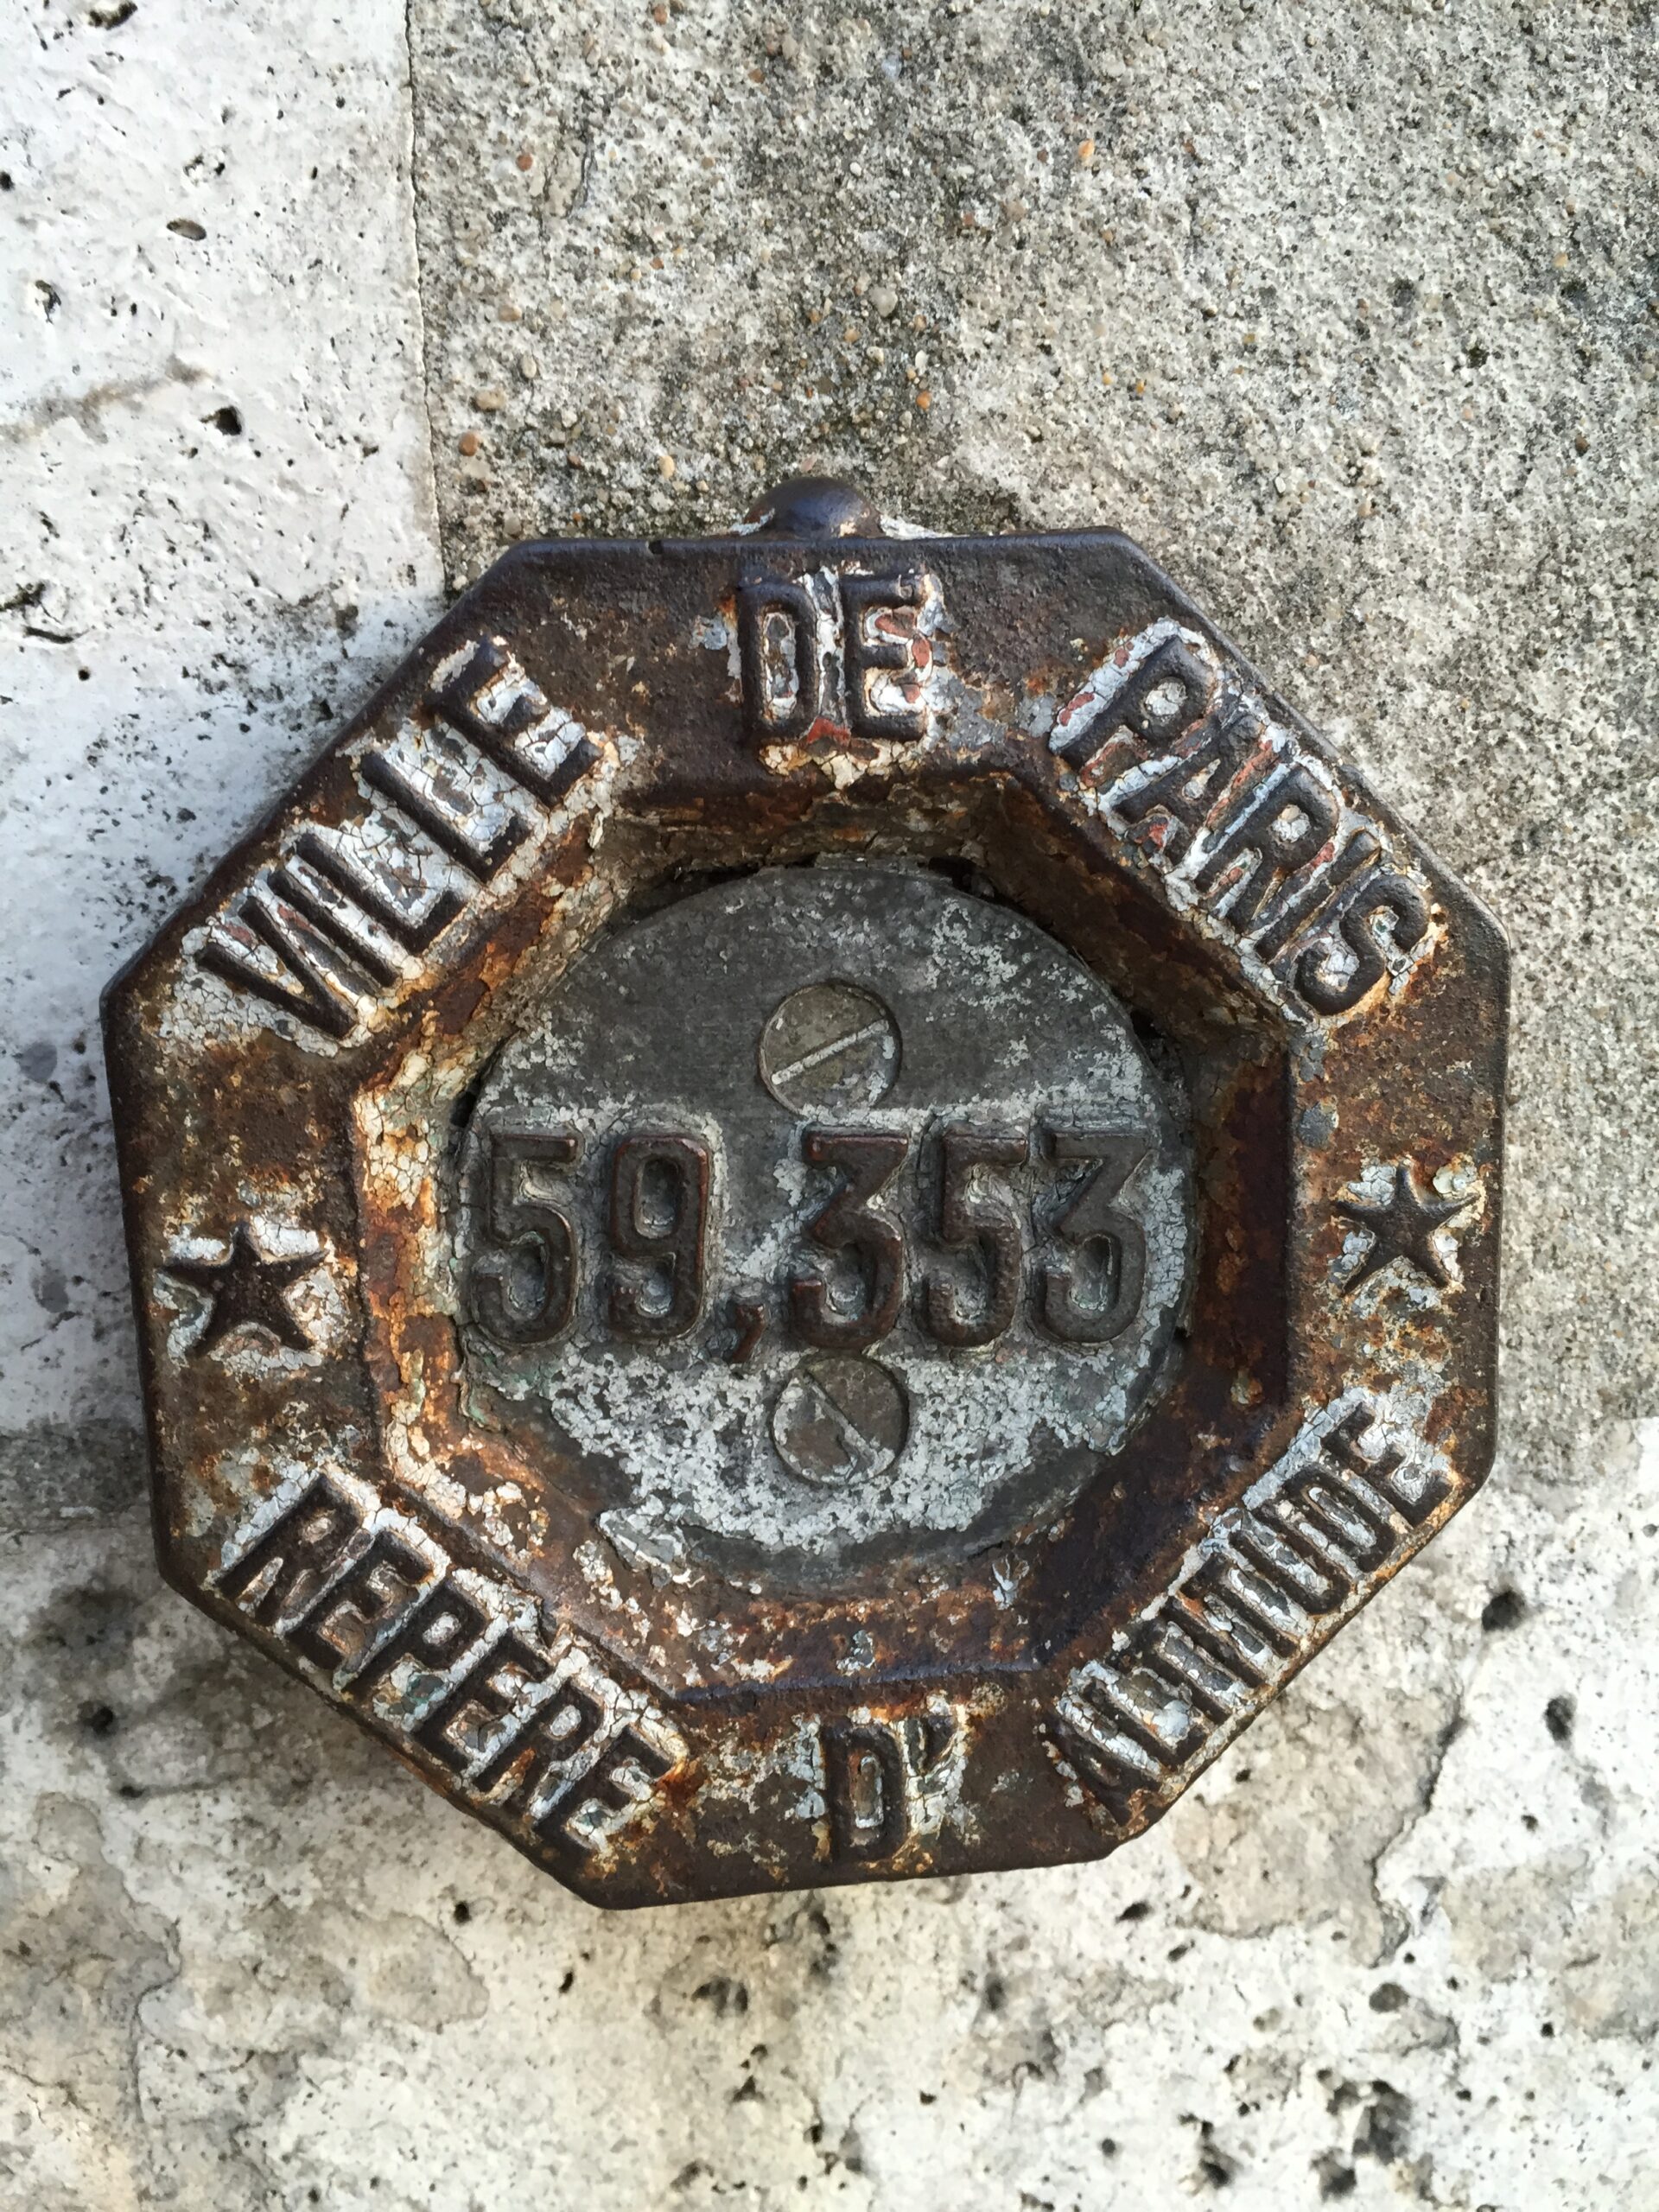 VILLE DE PARIS
59,353
REPÈRE D'ALTITUDE